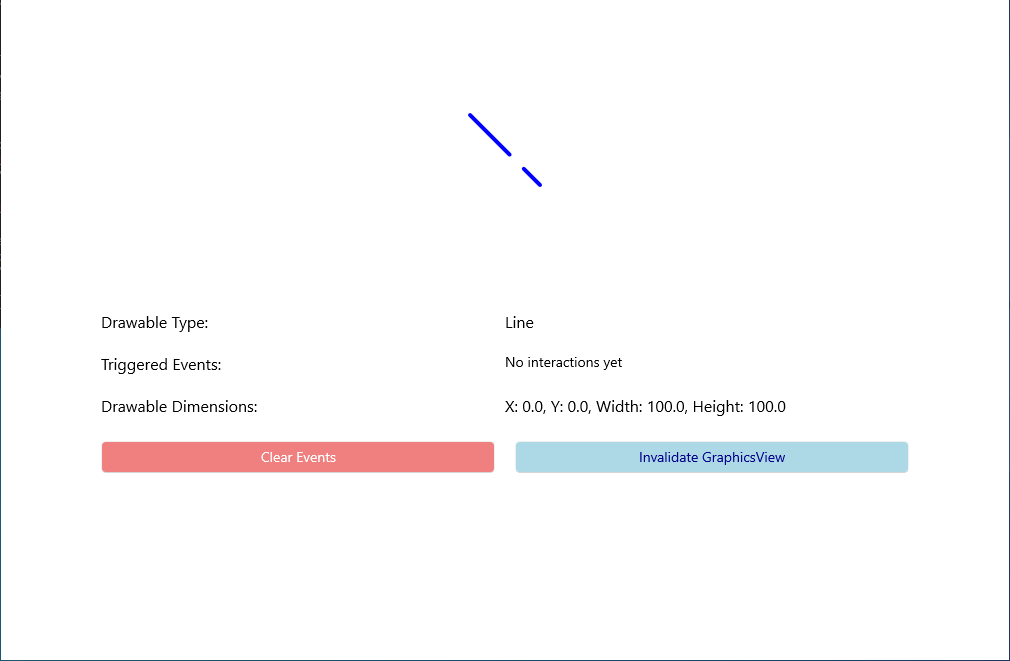 Drawable Type:
Line
Triggered Events:
No interactions yet
Drawable Dimensions:
X: 0.0, Y: 0.0, Width: 100.0, Height: 100.0
Clear Events
Invalidate GraphicsView